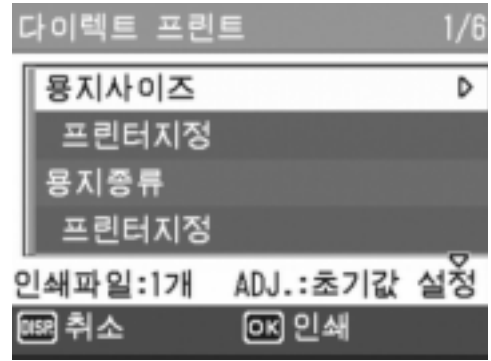 다이렉트 프린트 1/6
용지사이즈
프린터지정
용지종류
프린터지정
인쇄파일:1개 ADJ.:초기값 설정
DISP 취소 OK 인쇄